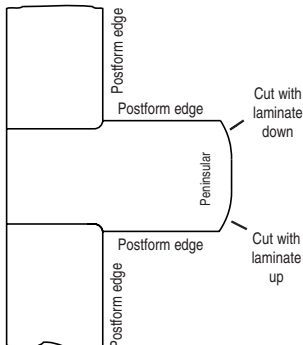 Postform edge
Postform edge
Cut with
laminate
down
Peninsular
Postform edge
Cut with
laminate
up
Postform edge